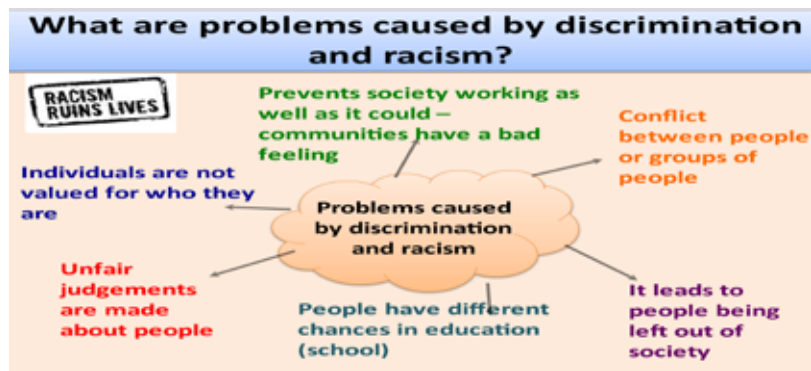 What are problems caused by discrimination
and racism?
RACISM
RUINS LIVES
Prevents society working as
well as it could –
communities have a bad
feeling
Conflict
between people
or groups of
people
Individuals are not
valued for who they
are
Problems caused
by discrimination
and racism
Unfair
judgements
are made
about people
People have different
chances in education
(school)
It leads to
people being
left out of
society